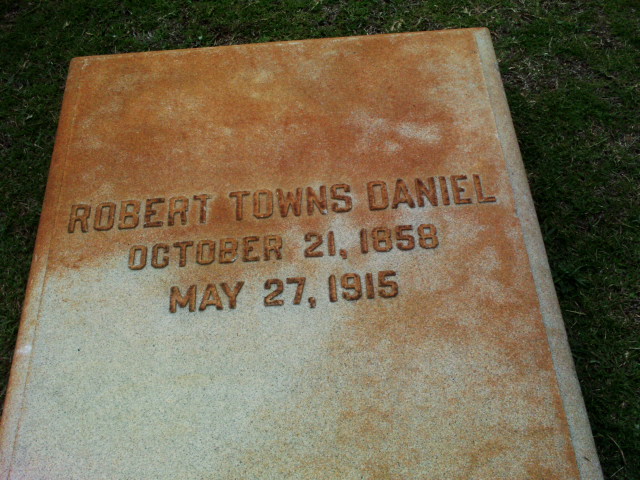 ROBERT TOWNS DANIEL
OCTOBER 21, 1858
MAY 27, 1915